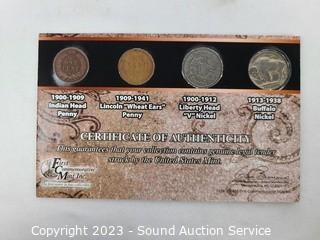 1900-1909
Indian Head
Penny
1909-1941
Lincoln "Wheat Ears"
Penny
1900-1912
Liberty Head
"V" Nickel
1913-1938
Buffalo
Nickel
CERTIFICATE OF AUTHENTICITY
This guarantees that your collection contains genuine legal tender
struck by the United States Mint.
First
Commemorative
Mint, Inc.
Copyright 2023 - Sound Auction Service